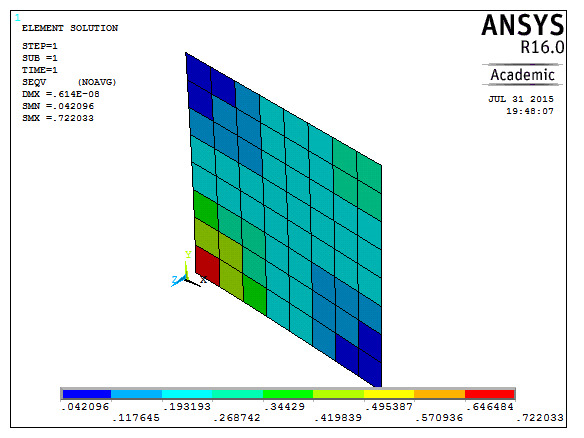 1
ELEMENT SOLUTION
STEP=1
SUB =1
TIME=1
SEQV (NOAVG)
DMX =.614E-08
SMN =.042096
SMX =.722033
ANSYS
R16.0
Academic
JUL 31 2015
19:48:07
Y
Z X
.042096 .193193 .34429 .495387 .646484
.117645 .268742 .419839 .570936 .722033